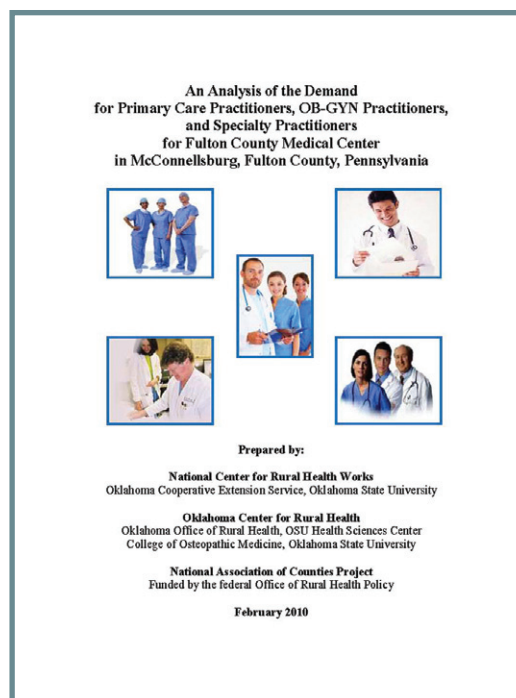 An Analysis of the Demand
for Primary Care Practitioners, OB-GYN Practitioners,
and Specialty Practitioners
for Fulton County Medical Center
in McConnellsburg, Fulton County, Pennsylvania
Prepared by:
National Center for Rural Health Works
Oklahoma Cooperative Extension Service, Oklahoma State University
Oklahoma Center for Rural Health
Oklahoma Office of Rural Health, OSU Health Sciences Center
College of Osteopathic Medicine, Oklahoma State University
National Association of Counties Project
Funded by the federal Office of Rural Health Policy
February 2010